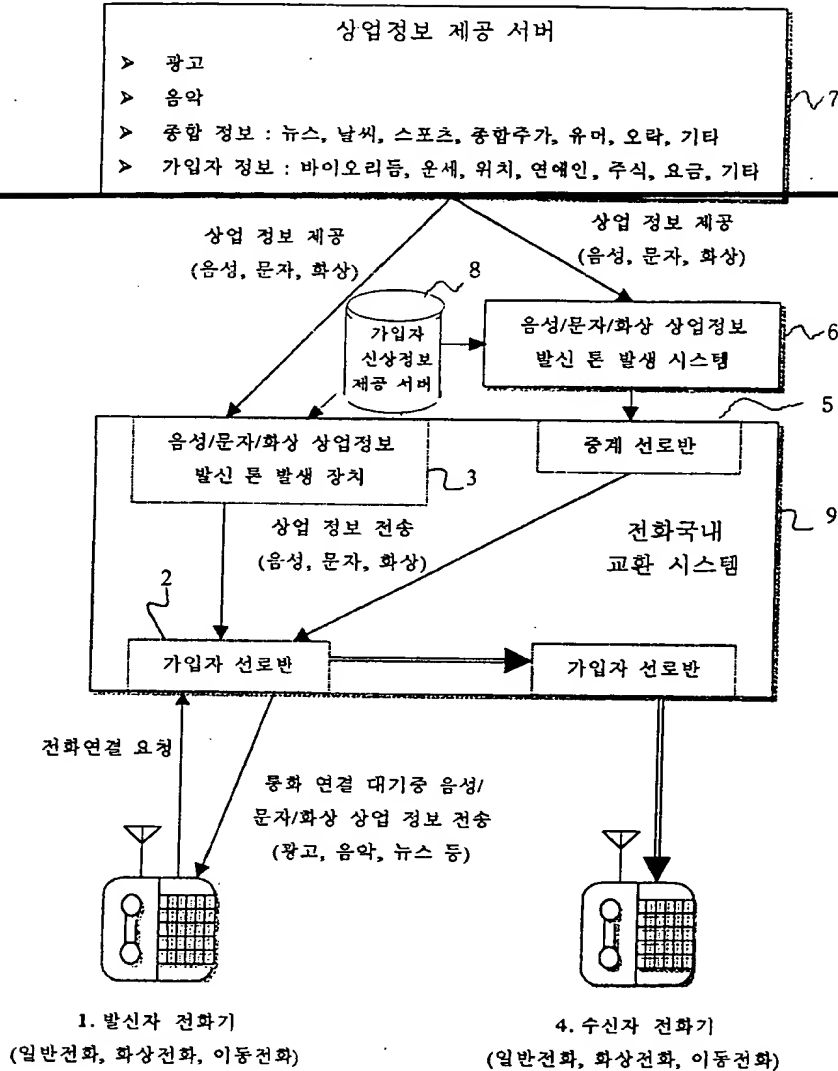 상업정보 제공 서버
➢ 광고
➢ 음악
➢ 종합 정보 : 뉴스, 날씨, 스포츠, 종합주가, 유머, 오락, 기타
➢ 가입자 정보 : 바이오리듬, 운세, 위치, 연예인, 주식, 요금, 기타
7
상업 정보 제공
(음성, 문자, 화상)
상업 정보 제공
(음성, 문자, 화상)
8
가입자
신상정보
제공 서버
음성/문자/화상 상업정보
발신 톤 발생 시스템
6
5
음성/문자/화상 상업정보
발신 톤 발생 장치
3
중계 선로반
9
상업 정보 전송
(음성, 문자, 화상)
전화국내
교환 시스템
2
가입자 선로반
가입자 선로반
전화연결 요청
통화 연결 대기중 음성/
문자/화상 상업 정보 전송
(광고, 음악, 뉴스 등)
1. 발신자 전화기
(일반전화, 화상전화, 이동전화)
4. 수신자 전화기
(일반전화, 화상전화, 이동전화)